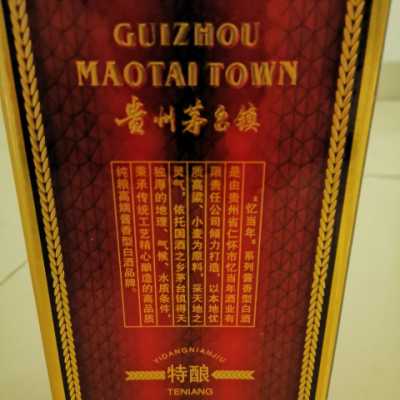 GUIZHOU
MAOTAI TOWN
贵州茅台镇
"忆当年"系列酱香型白酒
是由贵州省仁怀市忆当年酒业有
限责任公司倾力打造，以本地优
质高粱、小麦为原料，采天地之
灵气，依托国酒之乡茅台镇得天
独厚的地理、气候、水质条件，
秉承传统工艺精心酿造的高品质
纯粮高端酱香型白酒品牌。
YIDANGNIANJIU
特酿
TENIANG